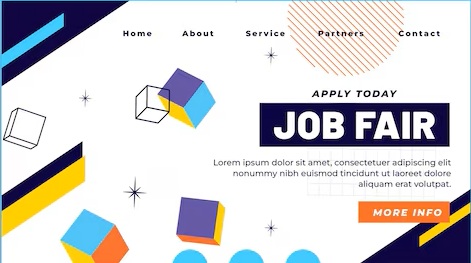 Home About Service Partners Contact
APPLY TODAY
JOB FAIR
Lorem ipsum dolor sit amet, consectetuer adipiscing elit
nonummy nibh euismod tincidunt ut laoreet dolore
aliquam erat volutpat.
MORE INFO